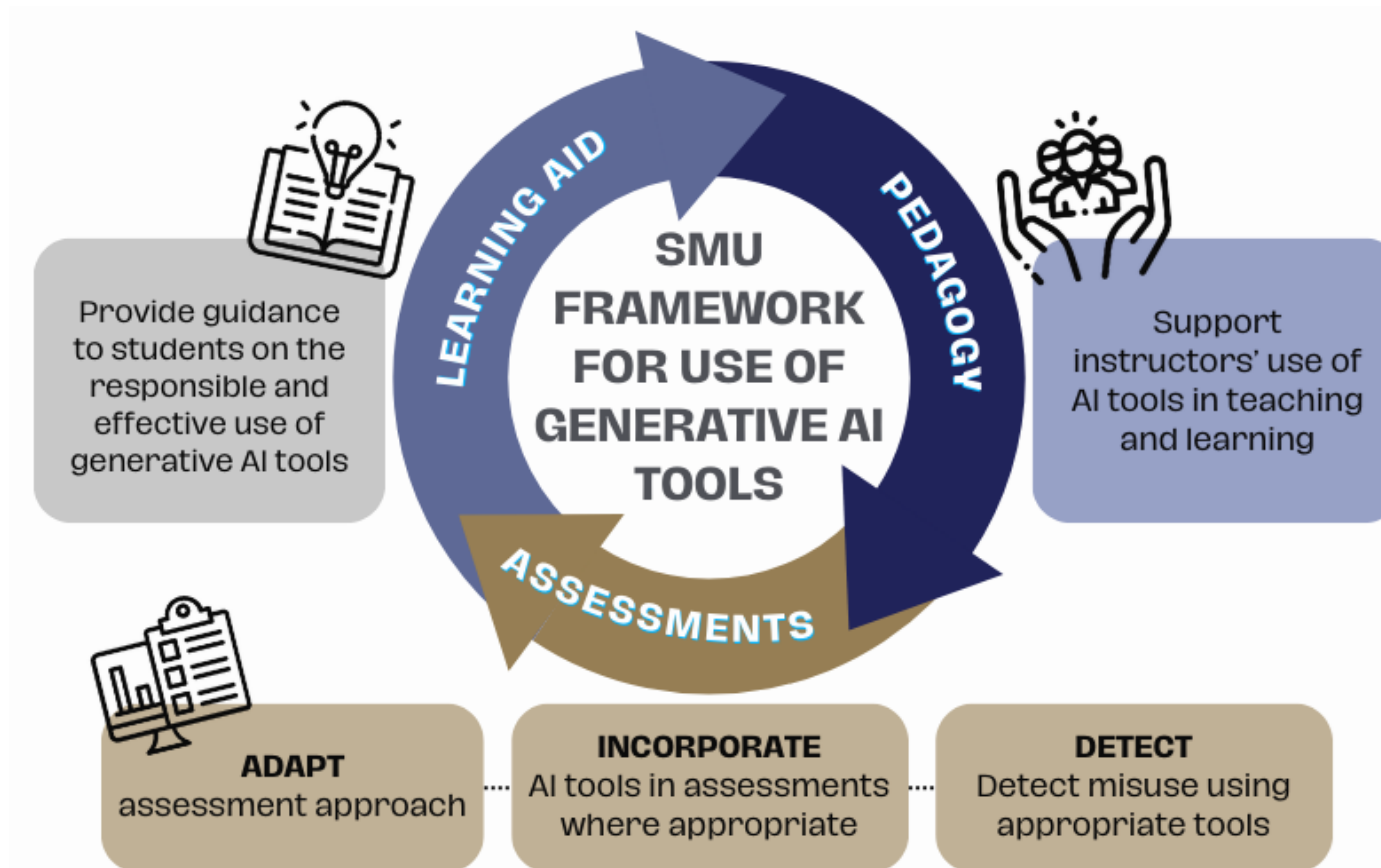 SMU
FRAMEWORK
FOR USE OF
GENERATIVE AI
TOOLS
LEARNING AID
PEDAGOGY
ASSESSMENTS
Provide guidance
to students on the
responsible and
effective use of
generative AI tools
Support
instructors’ use of
AI tools in teaching
and learning
ADAPT
assessment approach
INCORPORATE
AI tools in assessments
where appropriate
DETECT
Detect misuse using
appropriate tools